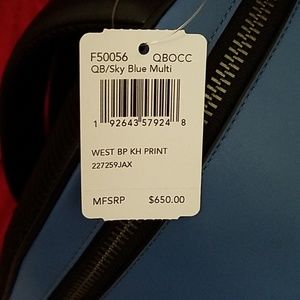 F50056 QBOCC
QB/Sky Blue Multi
1 92643 57924 8
WEST BP KH PRINT
227259JAX
MFSRP $650.00